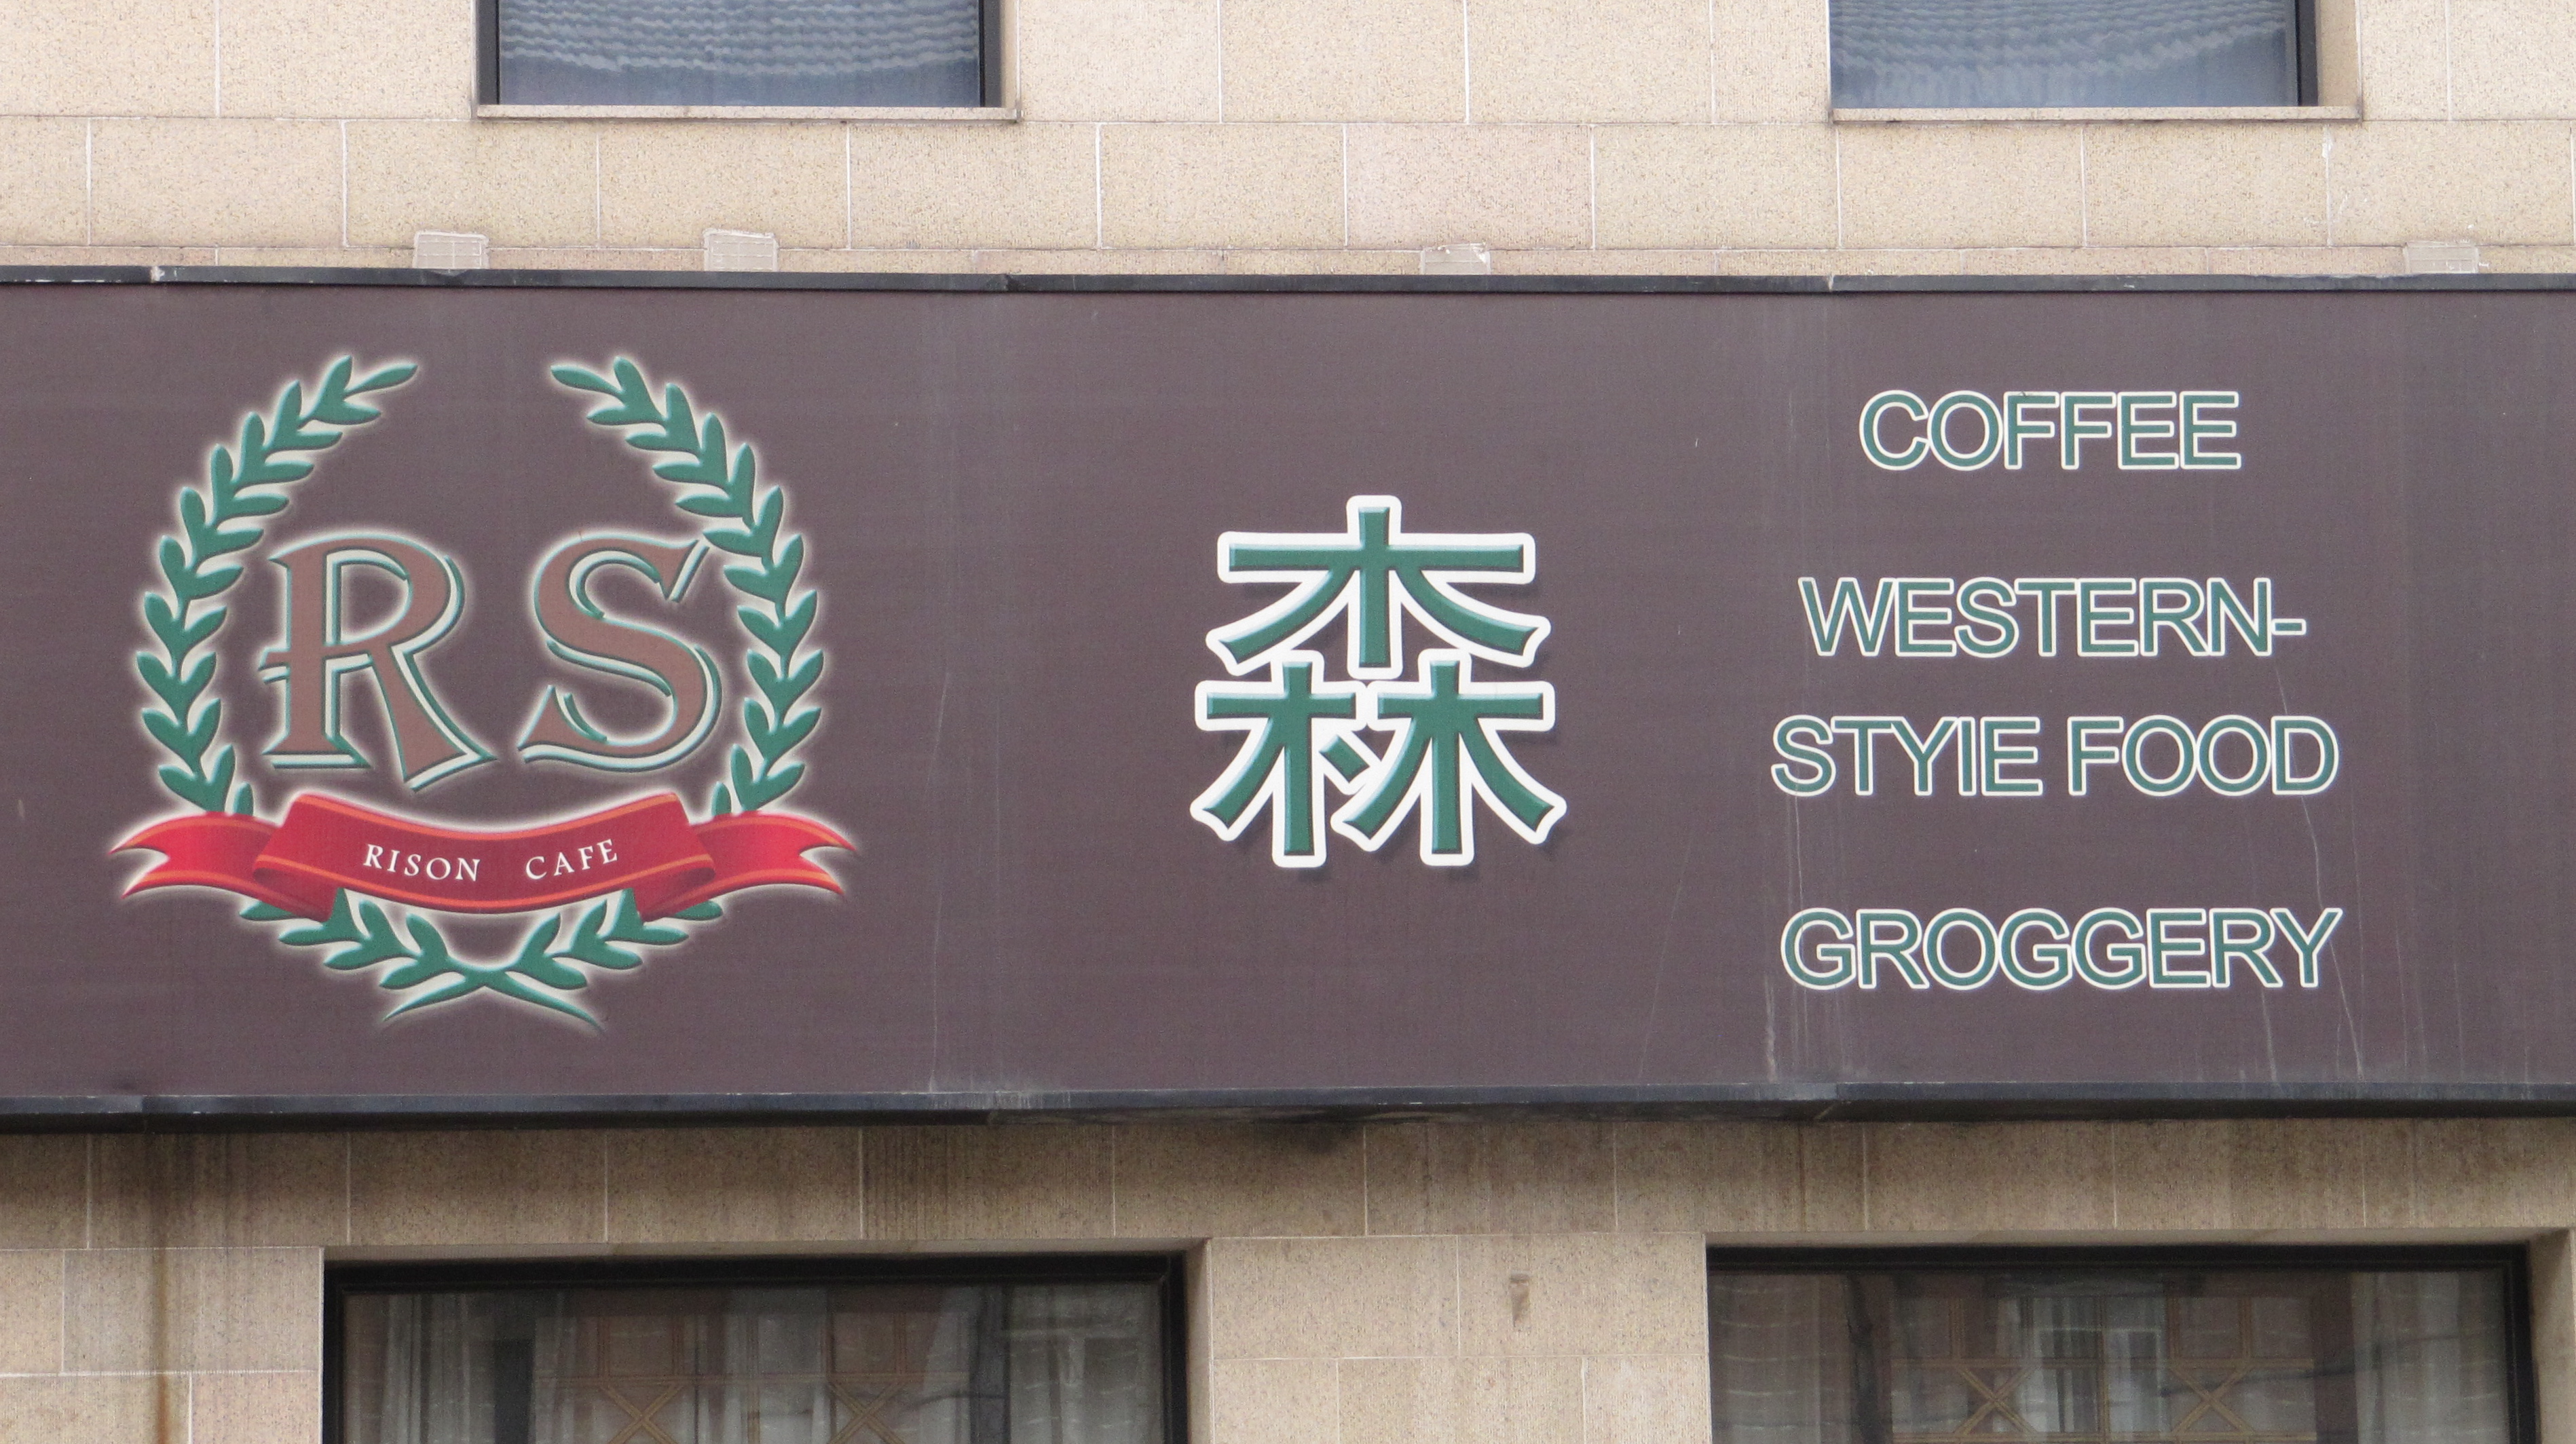 RS
RISON CAFE
森
COFFEE
WESTERN-
STYIE FOOD
GROGGERY